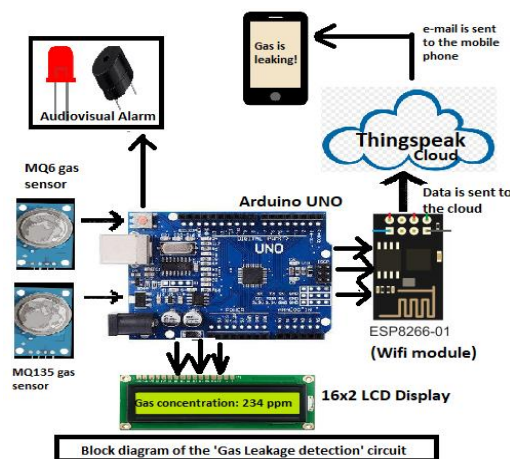 Gas is
leaking!
e-mail is sent
to the mobile
phone
Audiovisual Alarm
Thingspeak
Cloud
MQ6 gas
sensor
Arduino UNO
Data is sent to
the cloud
UNO
MQ135 gas
sensor
ESP8266-01
(Wifi module)
Gas concentration: 234 ppm
16x2 LCD Display
Block diagram of the 'Gas Leakage detection' circuit